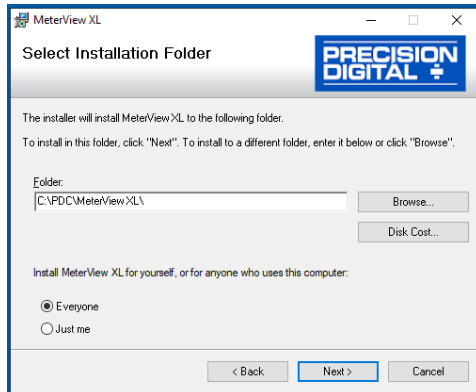 MeterView XL
Select Installation Folder
PRECISION
DIGITAL
The installer will install MeterView XL to the following folder.
To install in this folder, click "Next". To install to a different folder, enter it below or click "Browse".
Folder:
C:\PDC\MeterView XL\
Browse...
Disk Cost...
Install MeterView XL for yourself, or for anyone who uses this computer:
Everyone
Just me
< Back
Next >
Cancel